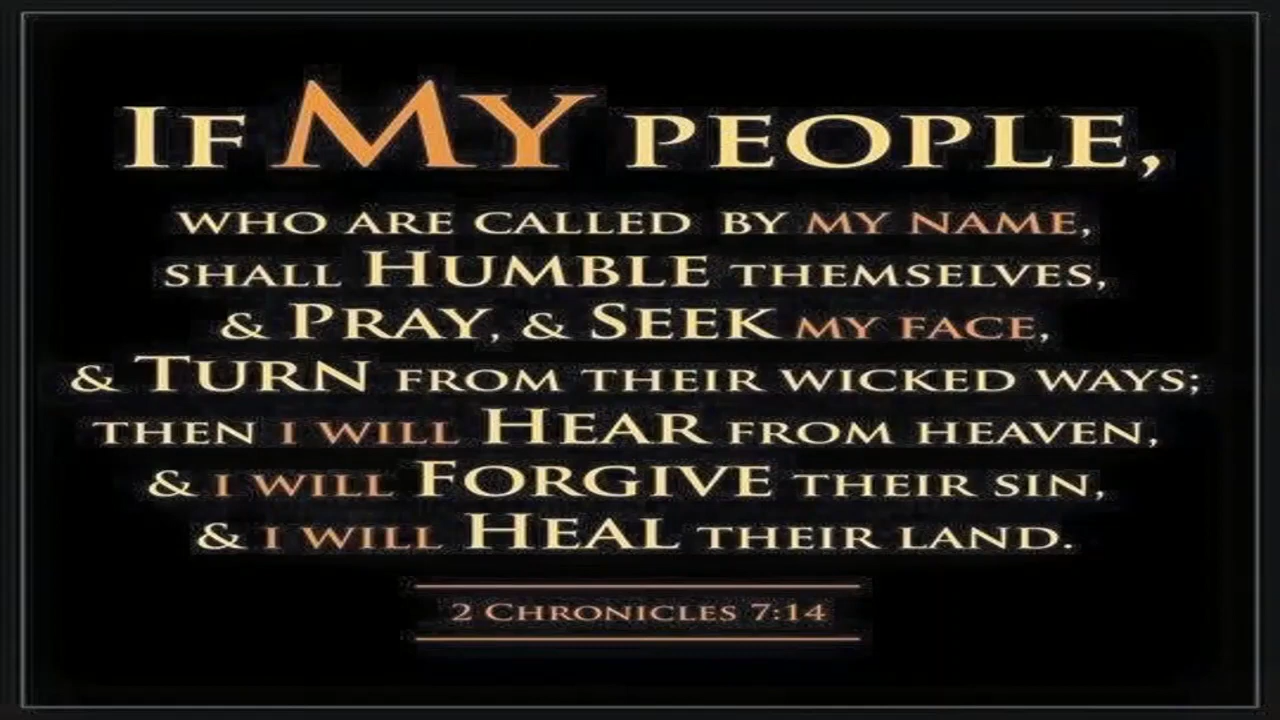 IF MY PEOPLE,
WHO ARE CALLED BY MY NAME,
SHALL HUMBLE THEMSELVES,
& PRAY, & SEEK MY FACE,
& TURN FROM THEIR WICKED WAYS;
THEN I WILL HEAR FROM HEAVEN,
& I WILL FORGIVE THEIR SIN,
& I WILL HEAL THEIR LAND.
2 CHRONICLES 7:14